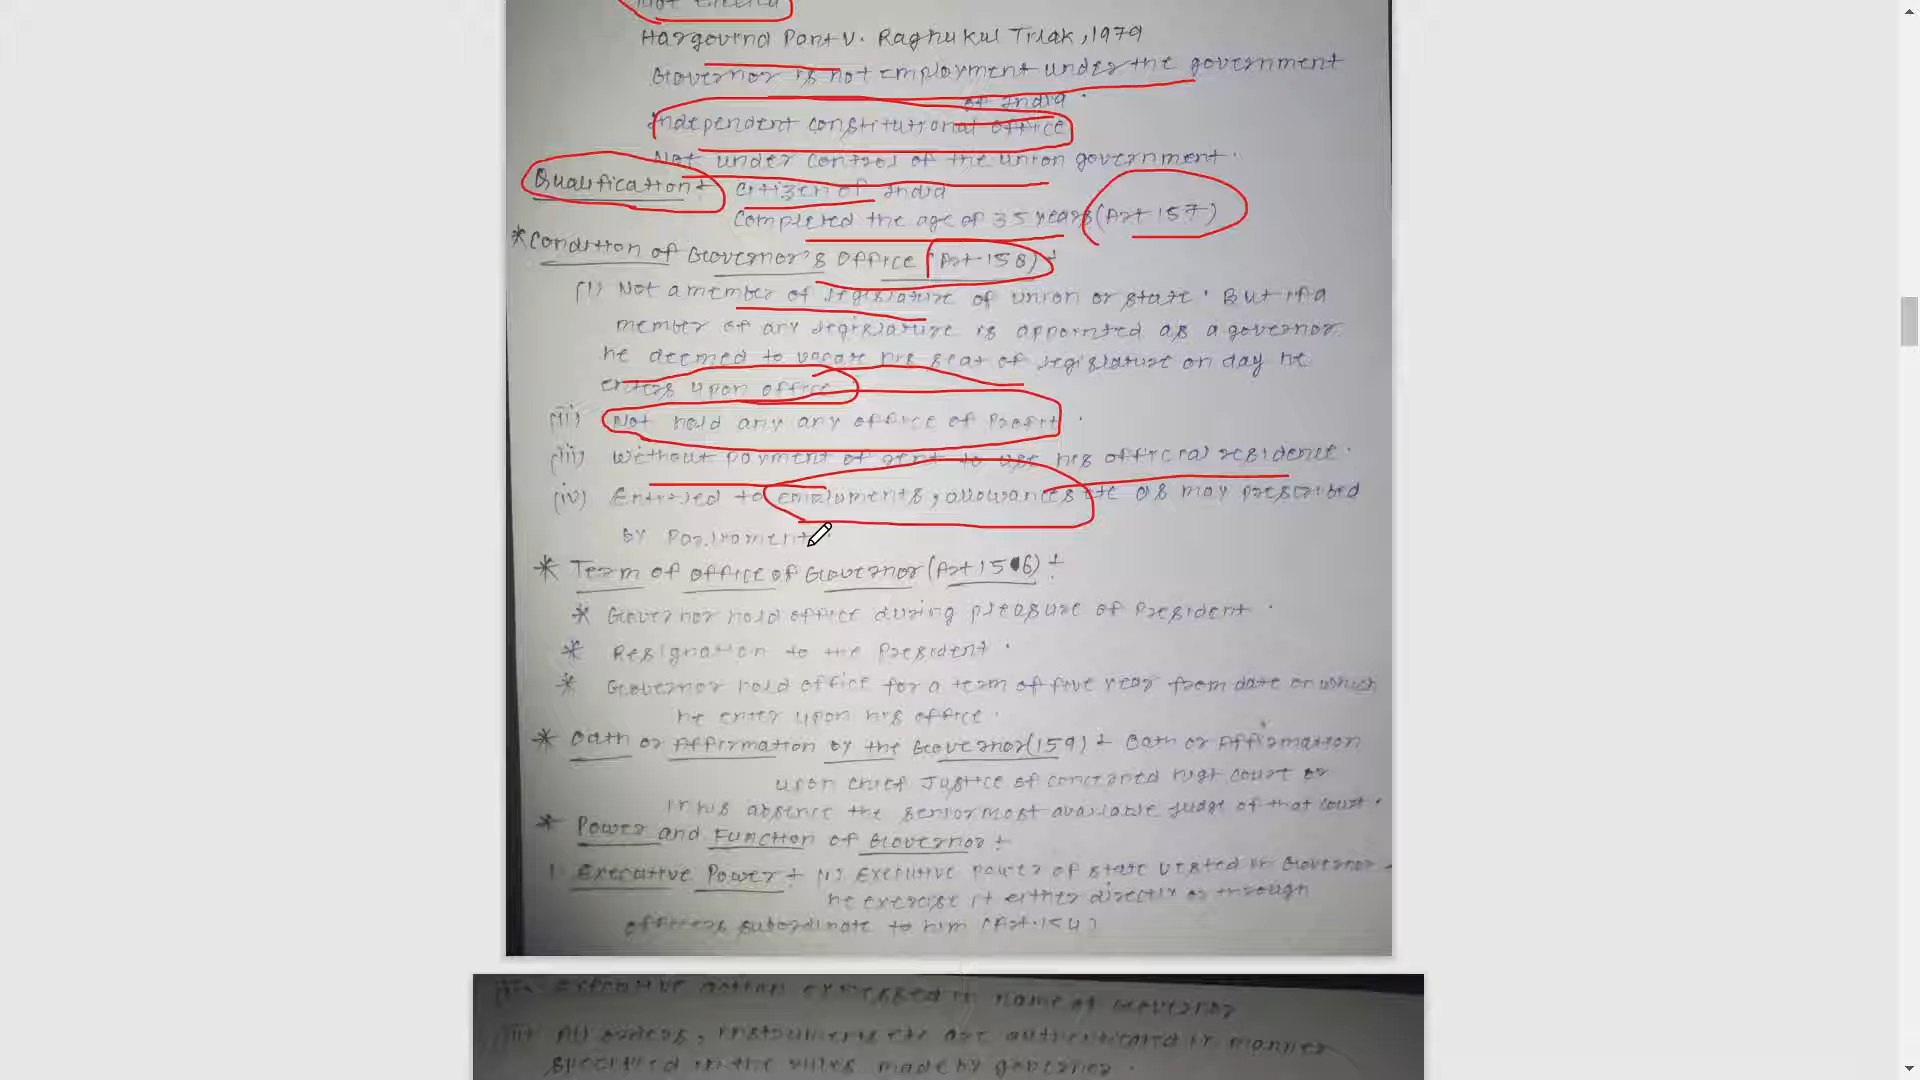 Not Elected
Hargovind Pant V. Raghukul Trlak, 1979
Governor is not employment under the government
of India.
Independent constitutional office
Not under control of the union government.
Qualification÷ citizen of India
Completed the age of 35 years (Art 157)
*Condition of Governor's Office (Art-158)÷
(i) Not a member of legislature of union or state. But if a
member of any legislature is appointed as a governor
he deemed to vacate his seat of legislature on day he
enters upon office
(ii) Not hold any any office of Profit.
(iii) without payment of rent to use his official residence.
(iv) Entitled to emoluments, allowances etc as may prescribed
by Parliament.
* Term of office of Governor (Art 156)÷
* Governor hold office during pleasure of President.
* Resignation to the President.
* Governor hold office for a term of five year from date on which
he enter upon his office.
* Oath or Affirmation by the Governor (159)÷ Oath or Affirmation
upon chief Justice of concerned high court or
in his absence the seniormost available judge of that court.
* Power and Function of Governor÷
1. Executive Power÷ (i) Executive power of state vested in Governor
he exercise it either directly or through
officers subordinate to him (Art.154)
(ii) Executive action expressed in name of Governor
(iii) All orders, instruments etc are authenticated in manner
specified in the rules made by governor.